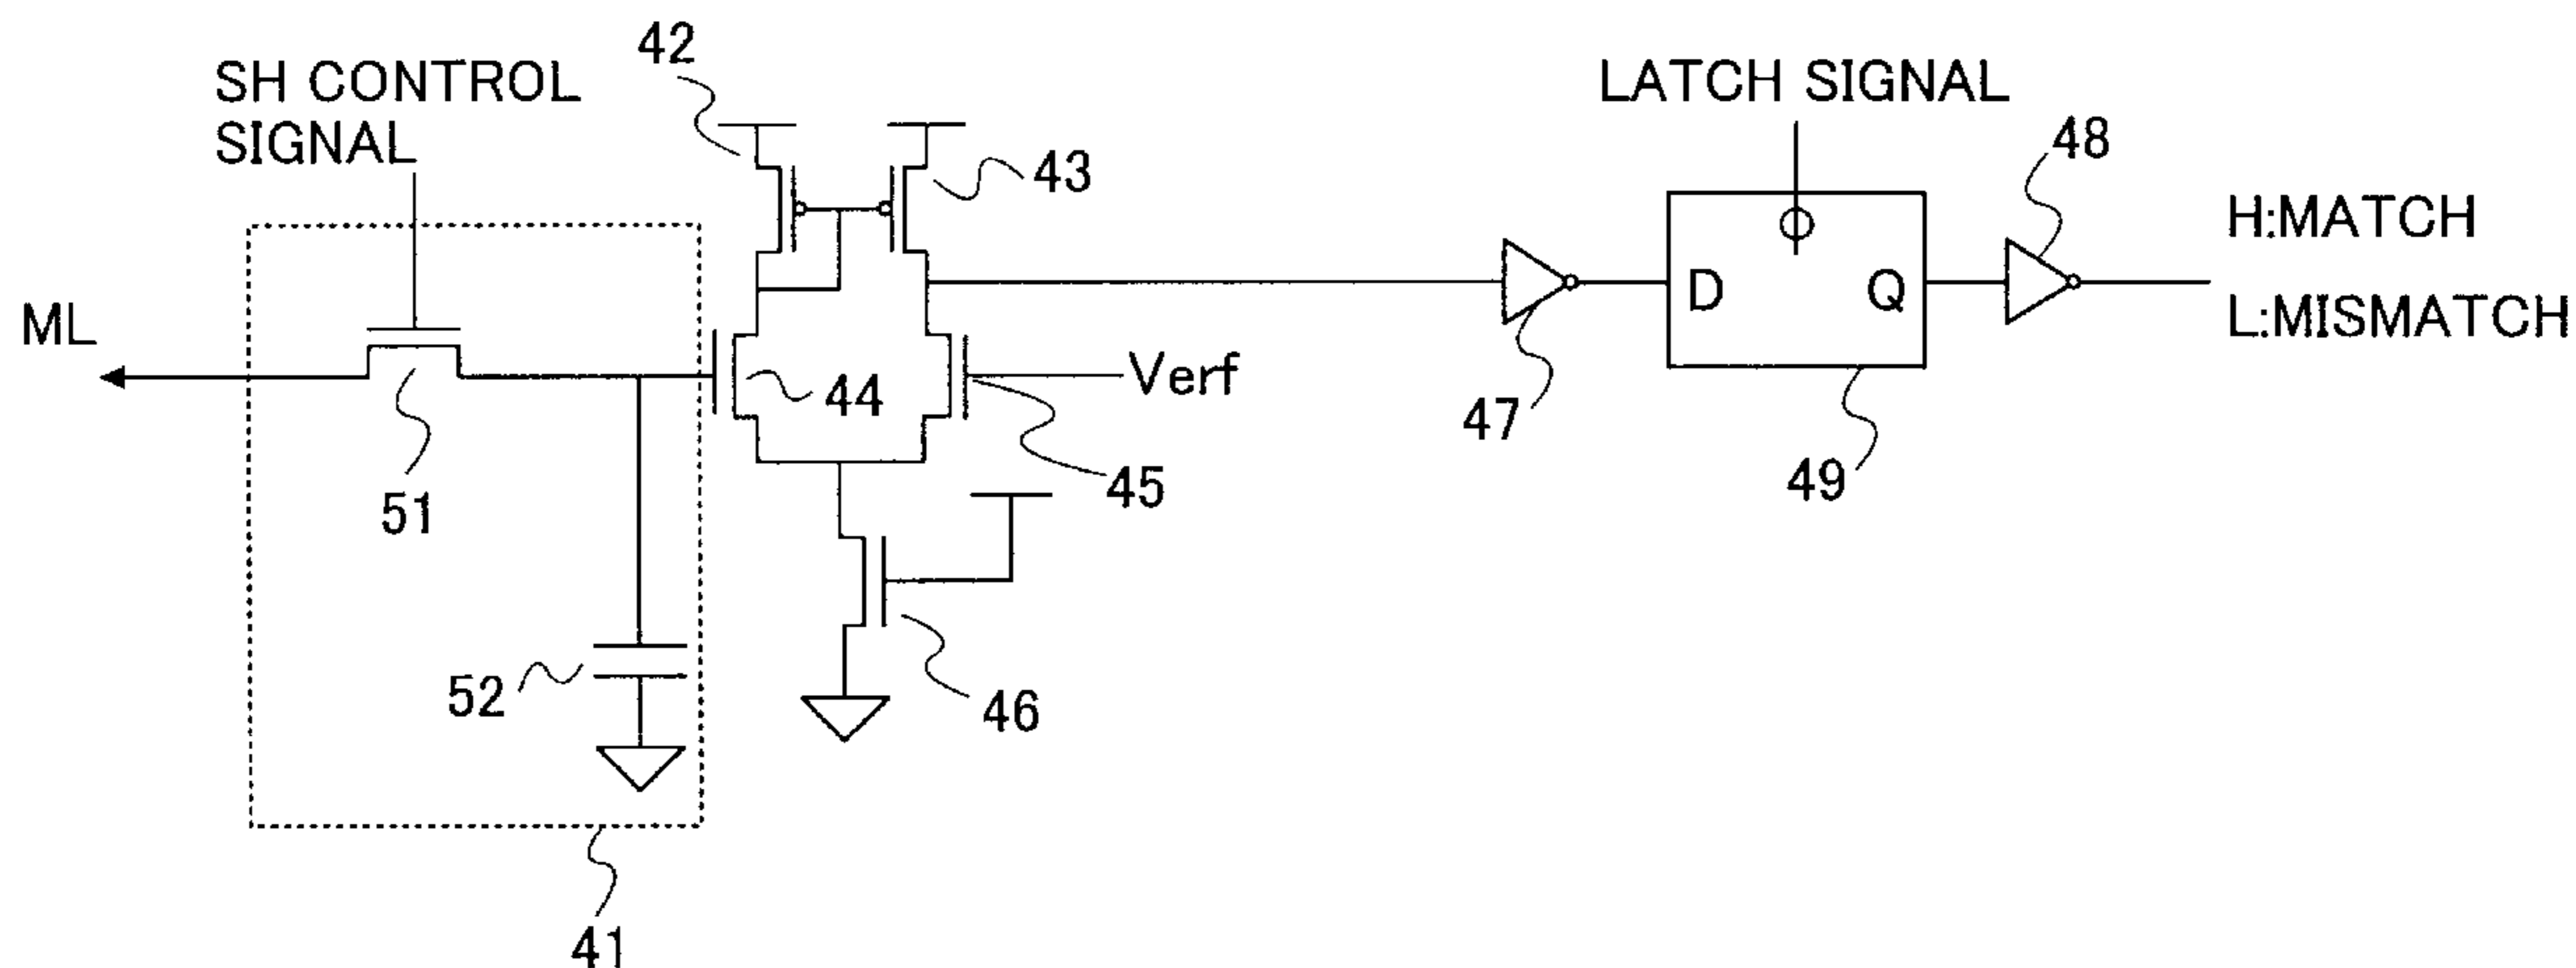 42
SH CONTROL
SIGNAL
LATCH SIGNAL
48
43
H:MATCH
D
Q
ML
L:MISMATCH
44
Verf
47
51
45
49
52
46
41